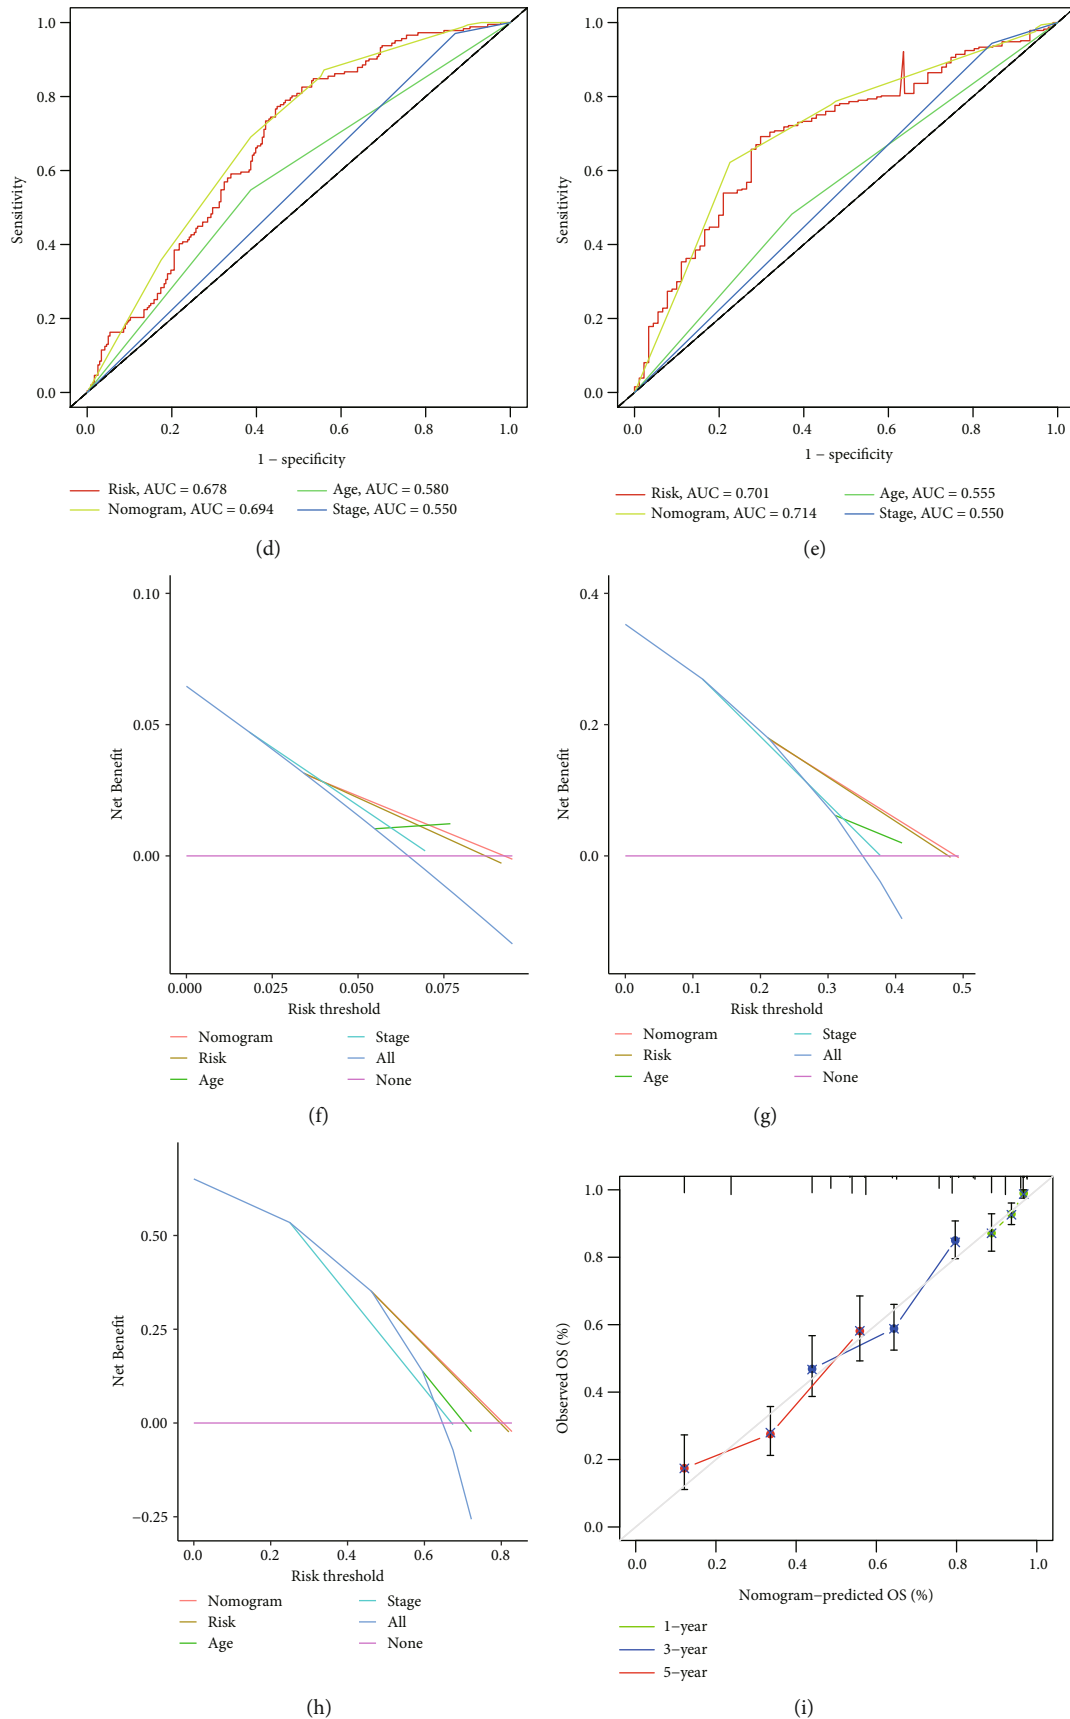 1.0
0.8
0.6
0.4
0.2
0.0
Sensitivity
0.0 0.2 0.4 0.6 0.8 1.0
1 − specificity
Risk, AUC = 0.678
Nomogram, AUC = 0.694
Age, AUC = 0.580
Stage, AUC = 0.550
(d)
1.0
0.8
0.6
0.4
0.2
0.0
Sensitivity
0.0 0.2 0.4 0.6 0.8 1.0
1 − specificity
Risk, AUC = 0.701
Nomogram, AUC = 0.714
Age, AUC = 0.555
Stage, AUC = 0.550
(e)
0.10
0.05
0.00
Net Benefit
0.000 0.025 0.050 0.075
Risk threshold
Nomogram
Risk
Age
Stage
All
None
(f)
0.4
0.2
0.0
Net Benefit
0.0 0.1 0.2 0.3 0.4 0.5
Risk threshold
Nomogram
Risk
Age
Stage
All
None
(g)
0.50
0.25
0.00
−0.25
Net Benefit
0.0 0.2 0.4 0.6 0.8
Risk threshold
Nomogram
Risk
Age
Stage
All
None
(h)
1.0
0.8
0.6
0.4
0.2
0.0
Observed OS (%)
0.0 0.2 0.4 0.6 0.8 1.0
Nomogram−predicted OS (%)
1−year
3−year
5−year
(i)